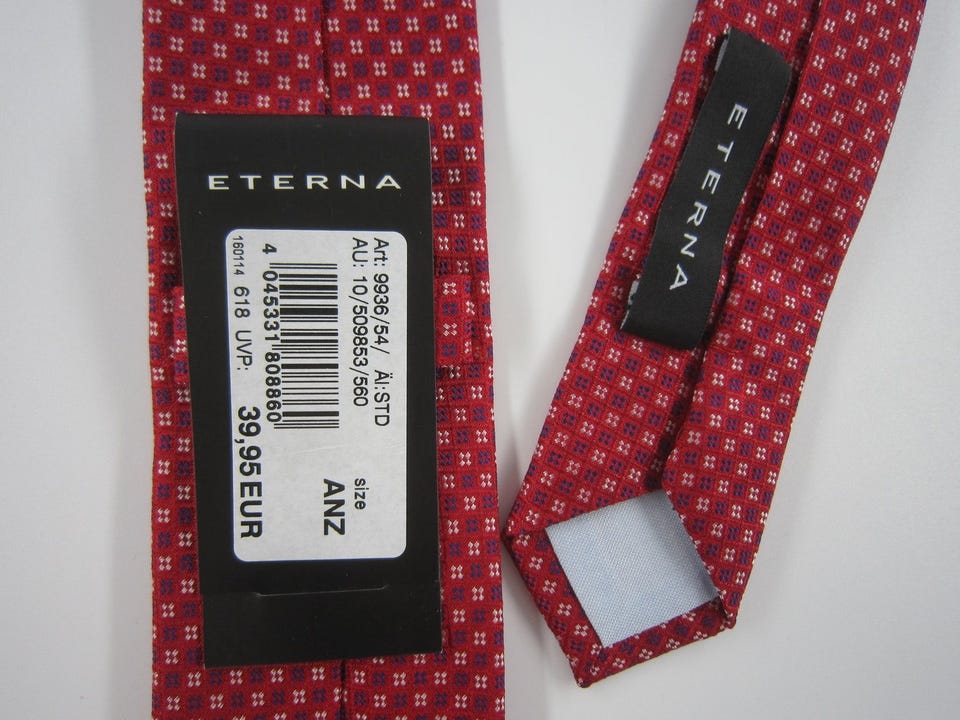 ETERNA
Art: 9936/54/ Äl:STD
AU: 10/509853/560
4 045331 808860
160114 618 UVP:
39,95EUR
size
ANZ
ETERNA